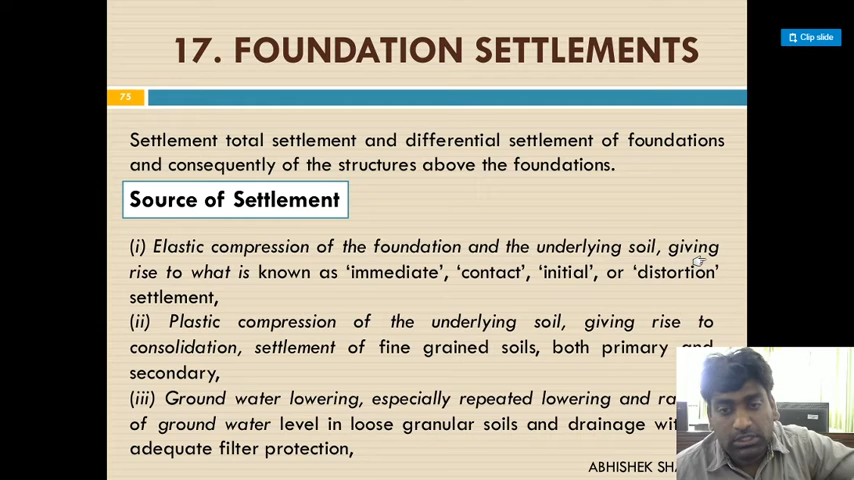 17. FOUNDATION SETTLEMENTS
Clip slide
75
Settlement total settlement and differential settlement of foundations
and consequently of the structures above the foundations.
Source of Settlement
(i) Elastic compression of the foundation and the underlying soil, giving
rise to what is known as ‘immediate’, ‘contact’, ‘initial’, or ‘distortion’
settlement,
(ii) Plastic compression of the underlying soil, giving rise to
consolidation, settlement of fine grained soils, both primary and
secondary,
(iii) Ground water lowering, especially repeated lowering and
of ground water level in loose granular soils and drainage
adequate filter protection,
ABHISHEK